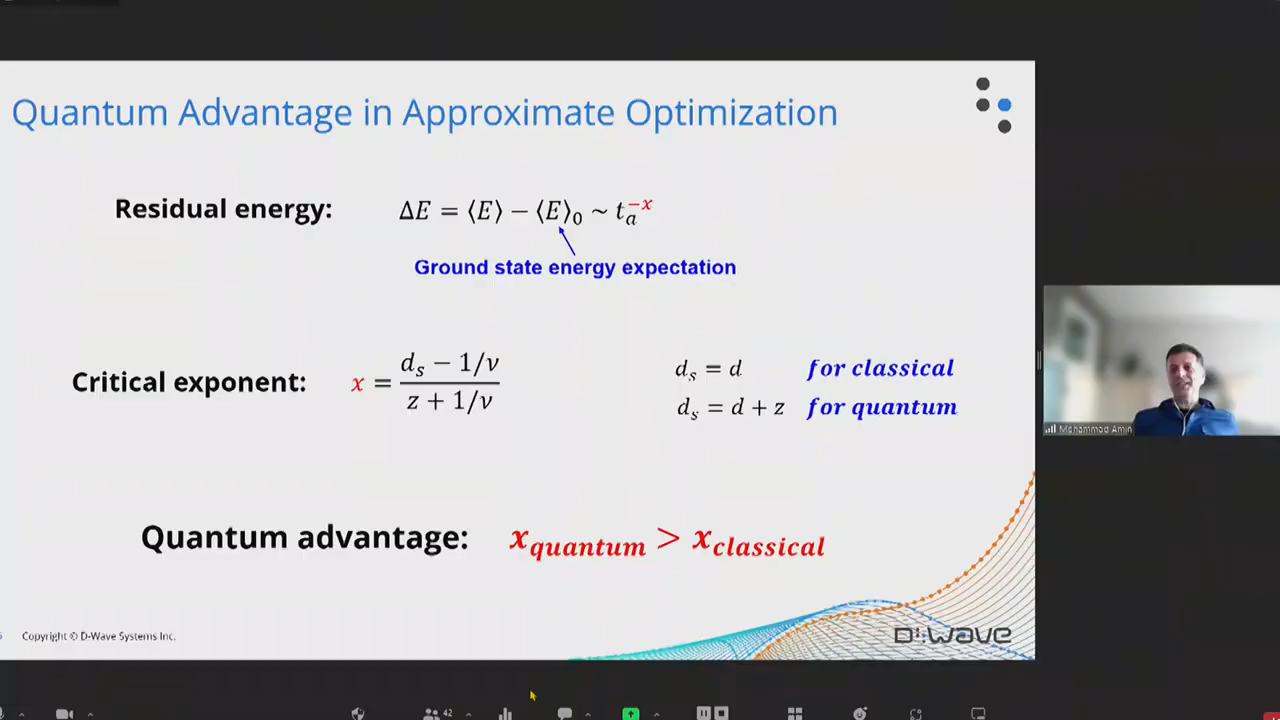 Quantum Advantage in Approximate Optimization
Residual energy: ΔE = ⟨E⟩ − ⟨E⟩₀ ~ tₐ⁻ˣ
Ground state energy expectation
Critical exponent: x = (dₛ − 1/ν) / (z + 1/ν)
dₛ = d for classical
dₛ = d + z for quantum
Mohammad Amin
Quantum advantage: x_quantum > x_classical
Copyright © D-Wave Systems Inc.
D:WAVE
42